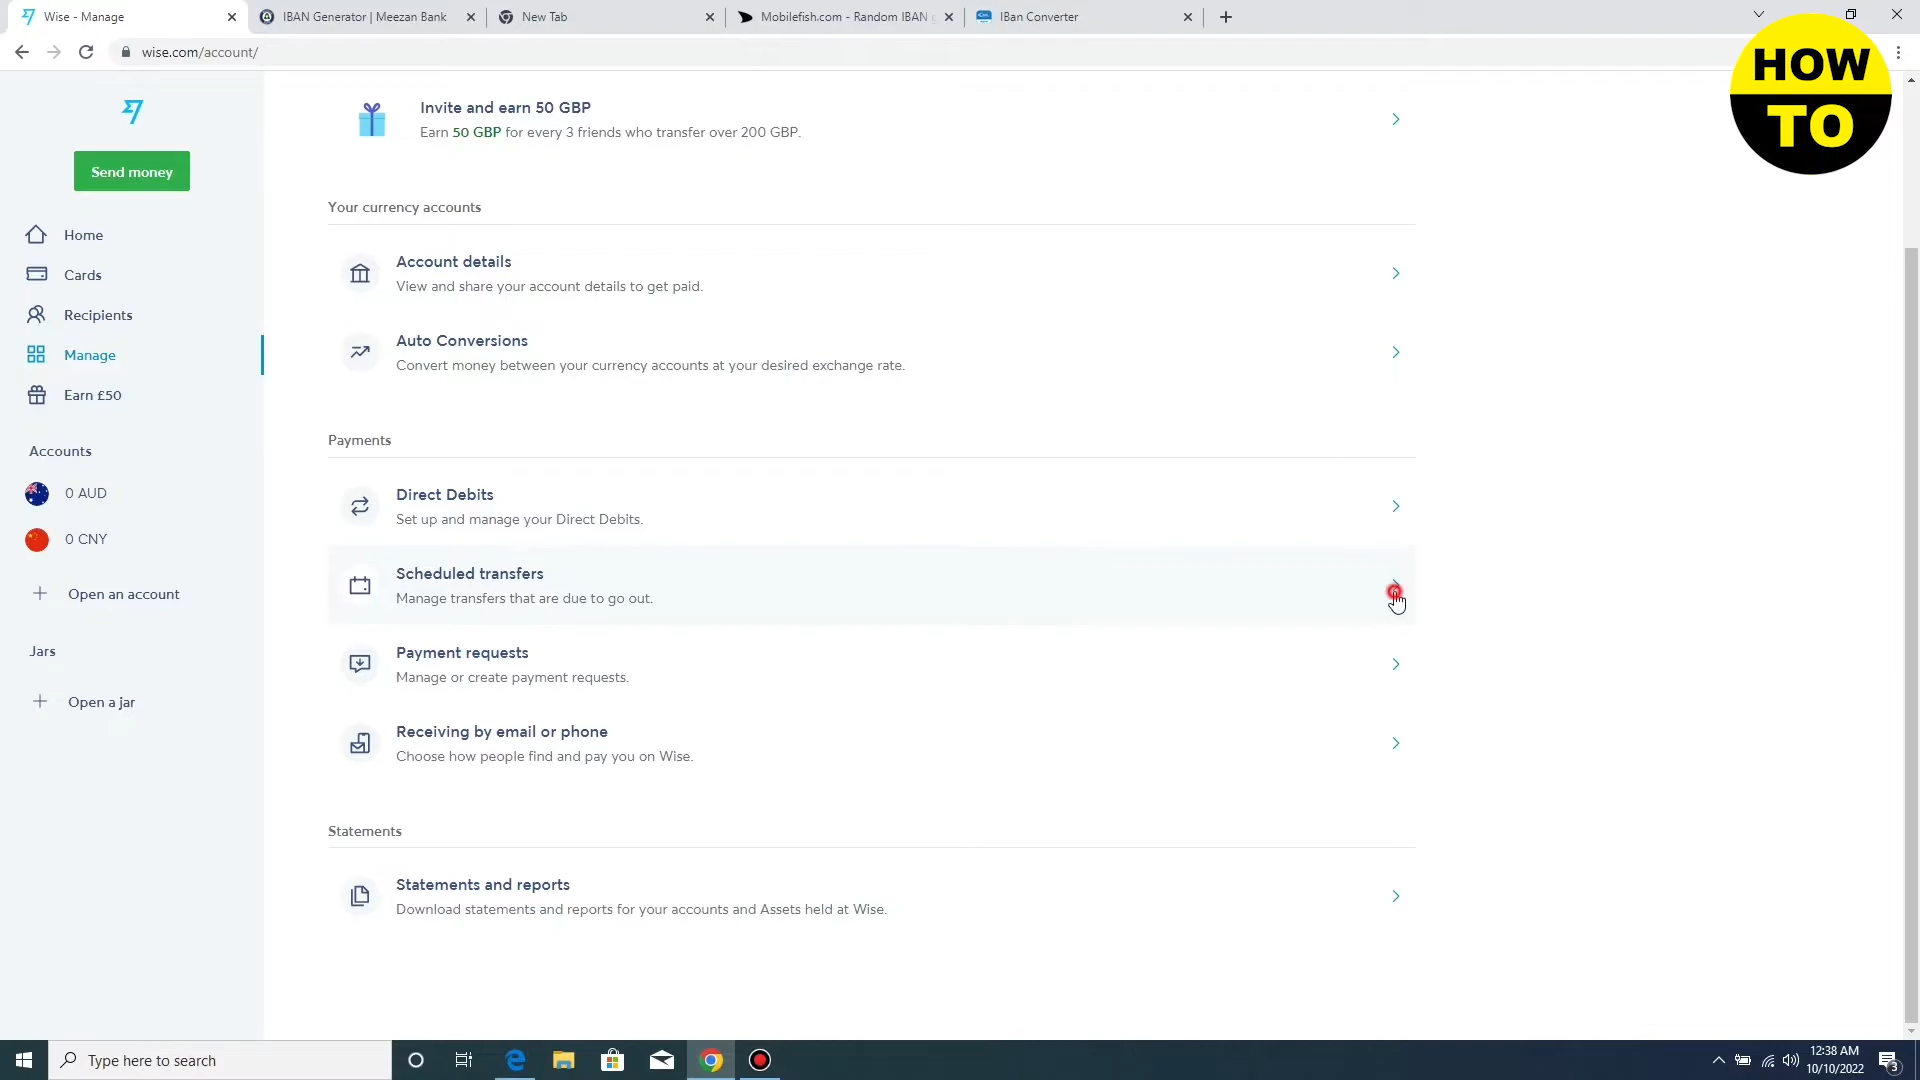 Wise - Manage
IBAN Generator | Meezan Bank
New Tab
Mobilefish.com - Random IBAN
IBan Converter
wise.com/account/
HOW
TO
Send money
Home
Cards
Recipients
Manage
Earn £50
Accounts
0 AUD
0 CNY
Open an account
Jars
Open a jar
Invite and earn 50 GBP
Earn 50 GBP for every 3 friends who transfer over 200 GBP.
Your currency accounts
Account details
View and share your account details to get paid.
Auto Conversions
Convert money between your currency accounts at your desired exchange rate.
Payments
Direct Debits
Set up and manage your Direct Debits.
Scheduled transfers
Manage transfers that are due to go out.
Payment requests
Manage or create payment requests.
Receiving by email or phone
Choose how people find and pay you on Wise.
Statements
Statements and reports
Download statements and reports for your accounts and Assets held at Wise.
Type here to search
12:38 AM
10/10/2022
3